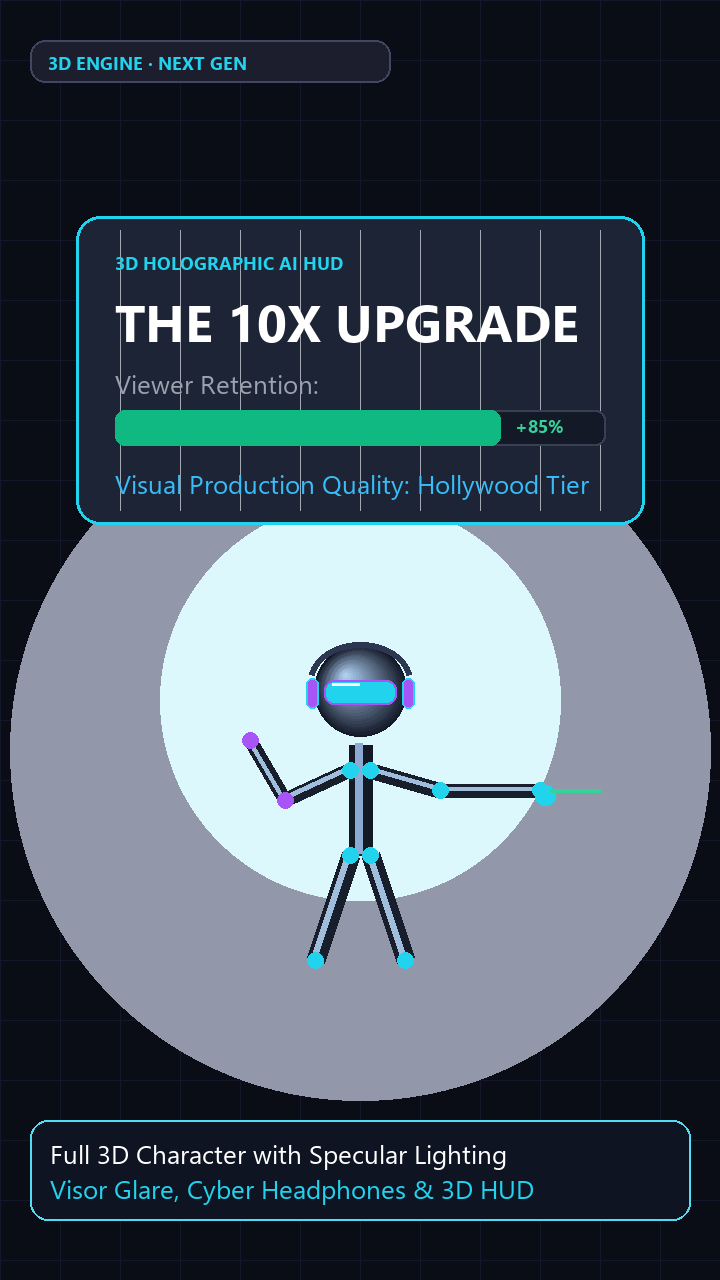 3D ENGINE · NEXT GEN
3D HOLOGRAPHIC AI HUD
THE 10X UPGRADE
Viewer Retention:
+85%
Visual Production Quality: Hollywood Tier
Full 3D Character with Specular Lighting
Visor Glare, Cyber Headphones & 3D HUD